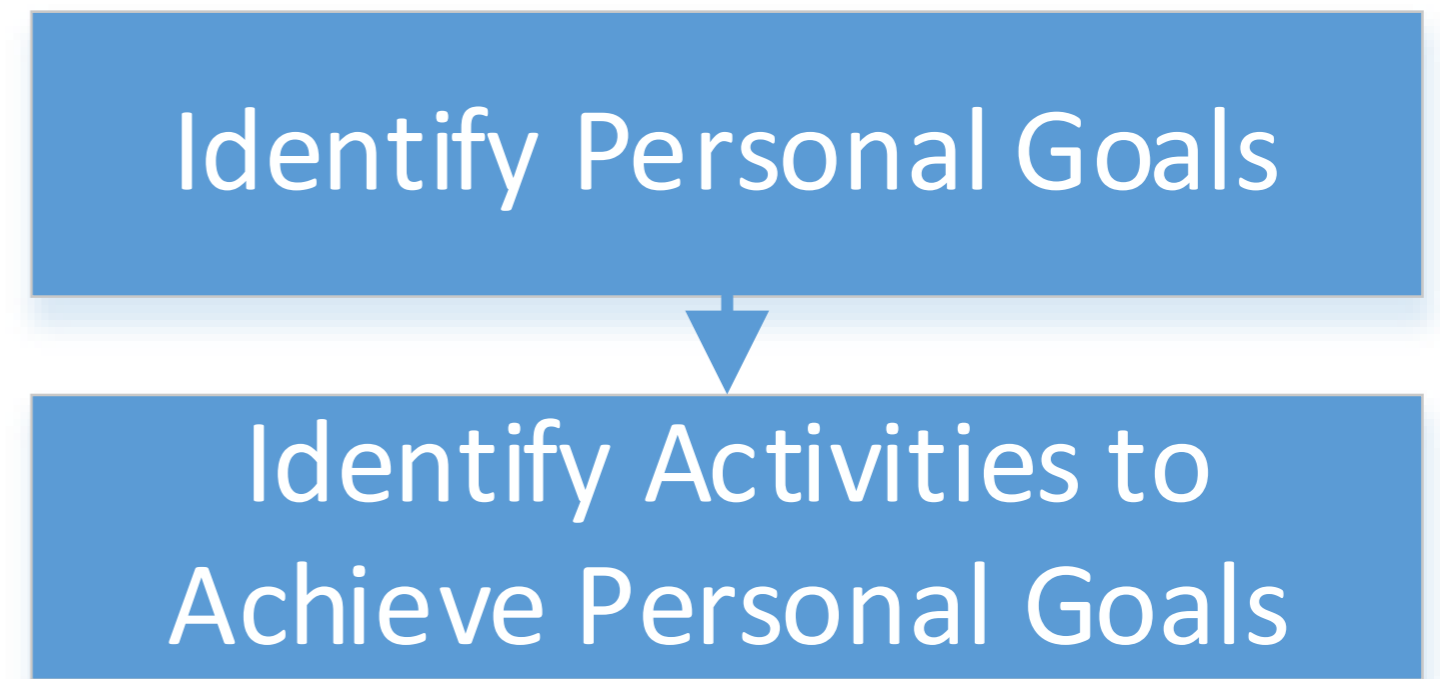 Identify Personal Goals
Identify Activities to
Achieve Personal Goals